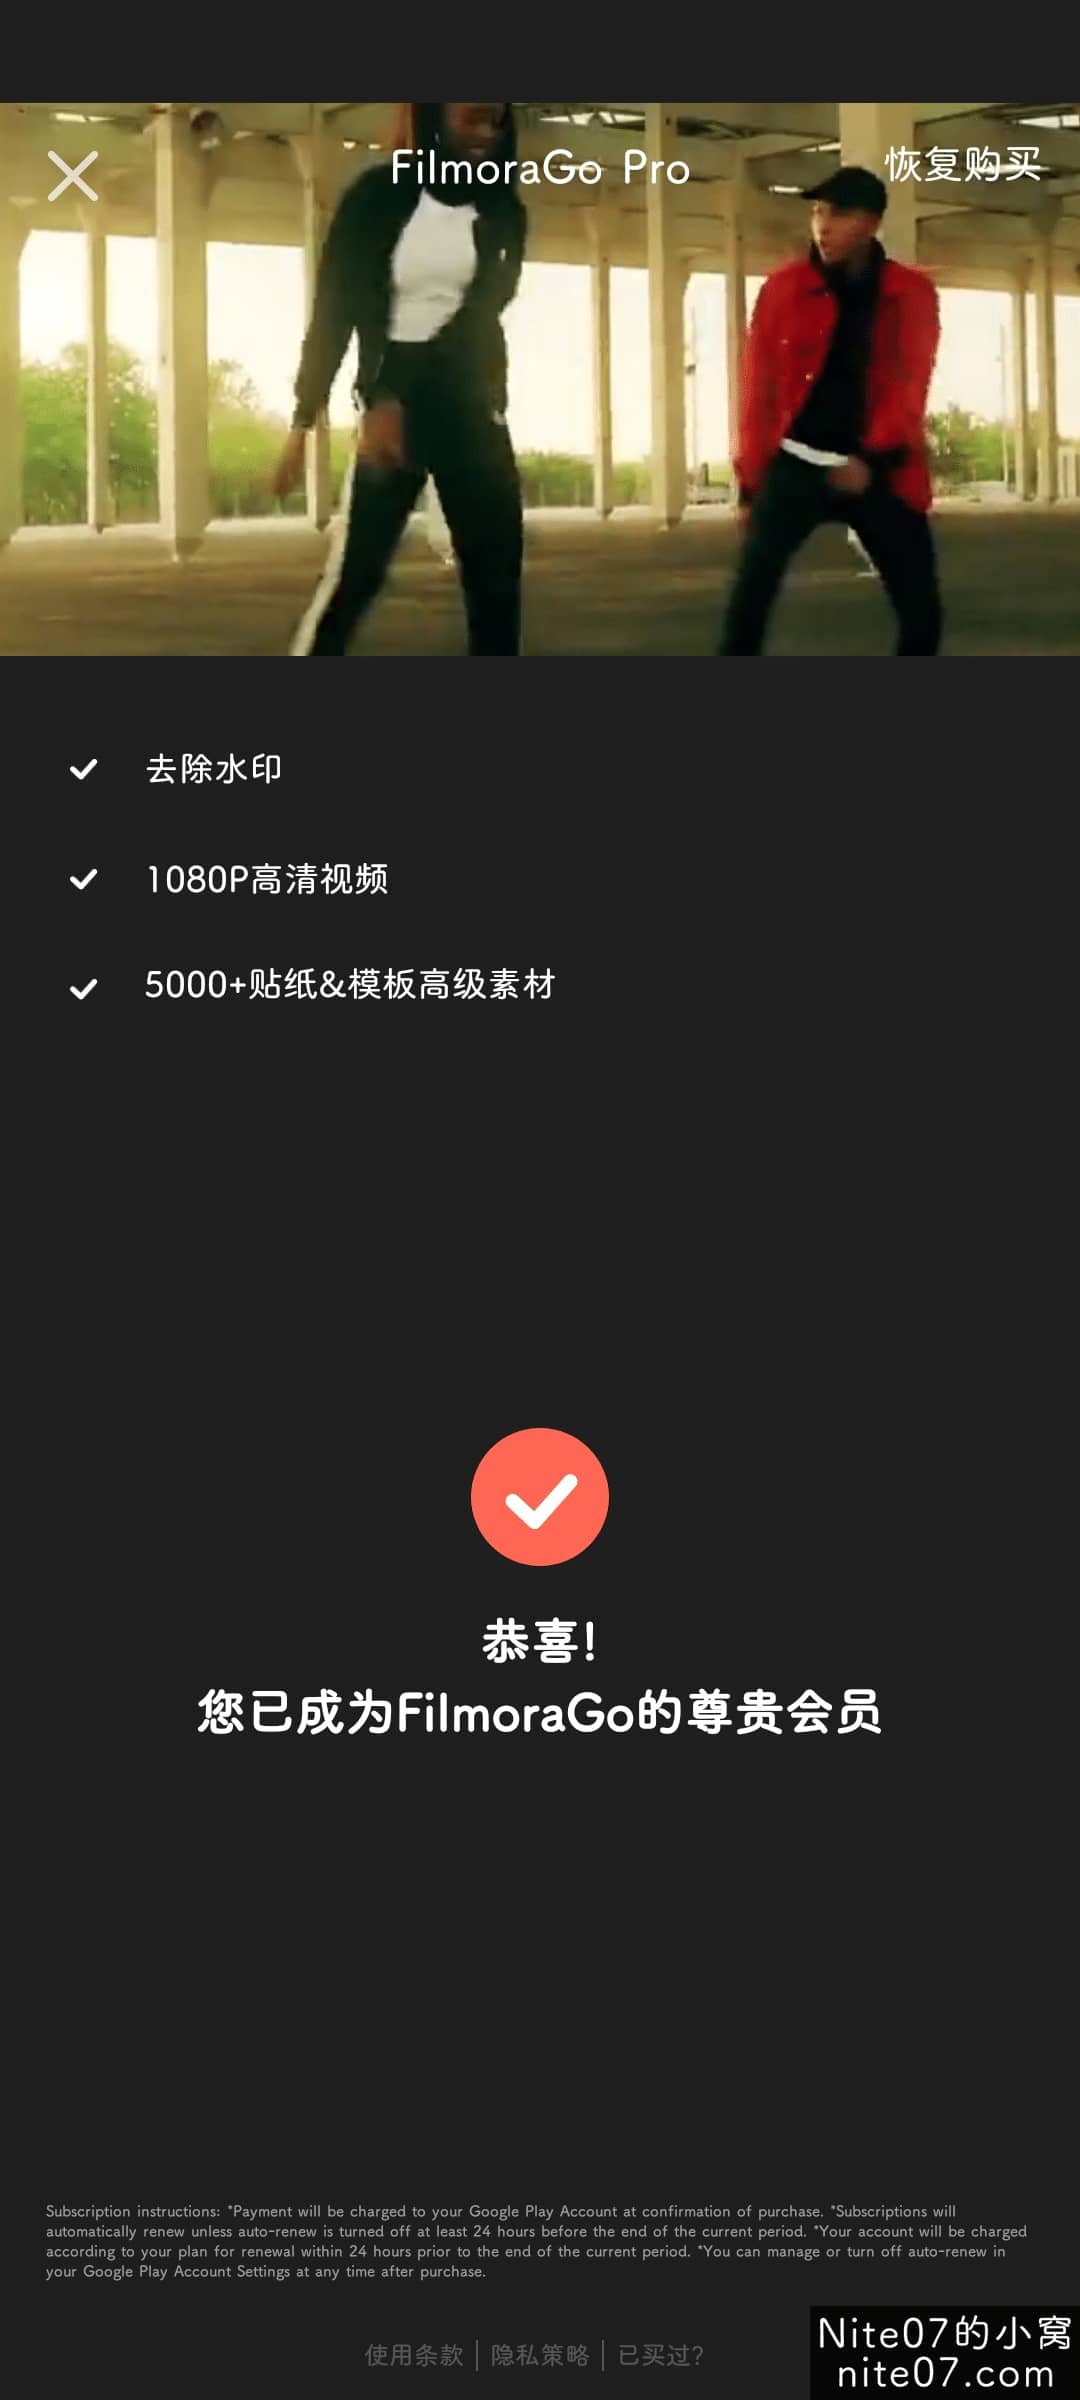 FilmoraGo Pro
恢复购买
去除水印
1080P高清视频
5000+贴纸&模板高级素材
恭喜!
您已成为FilmoraGo的尊贵会员
Subscription instructions: *Payment will be charged to your Google Play Account at confirmation of purchase. *Subscriptions will
automatically renew unless auto-renew is turned off at least 24 hours before the end of the current period. *Your account will be charged
according to your plan for renewal within 24 hours prior to the end of the current period. *You can manage or turn off auto-renew in
your Google Play Account Settings at any time after purchase.
使用条款 | 隐私策略 | 已买过?
Nite07的小窝
nite07.com